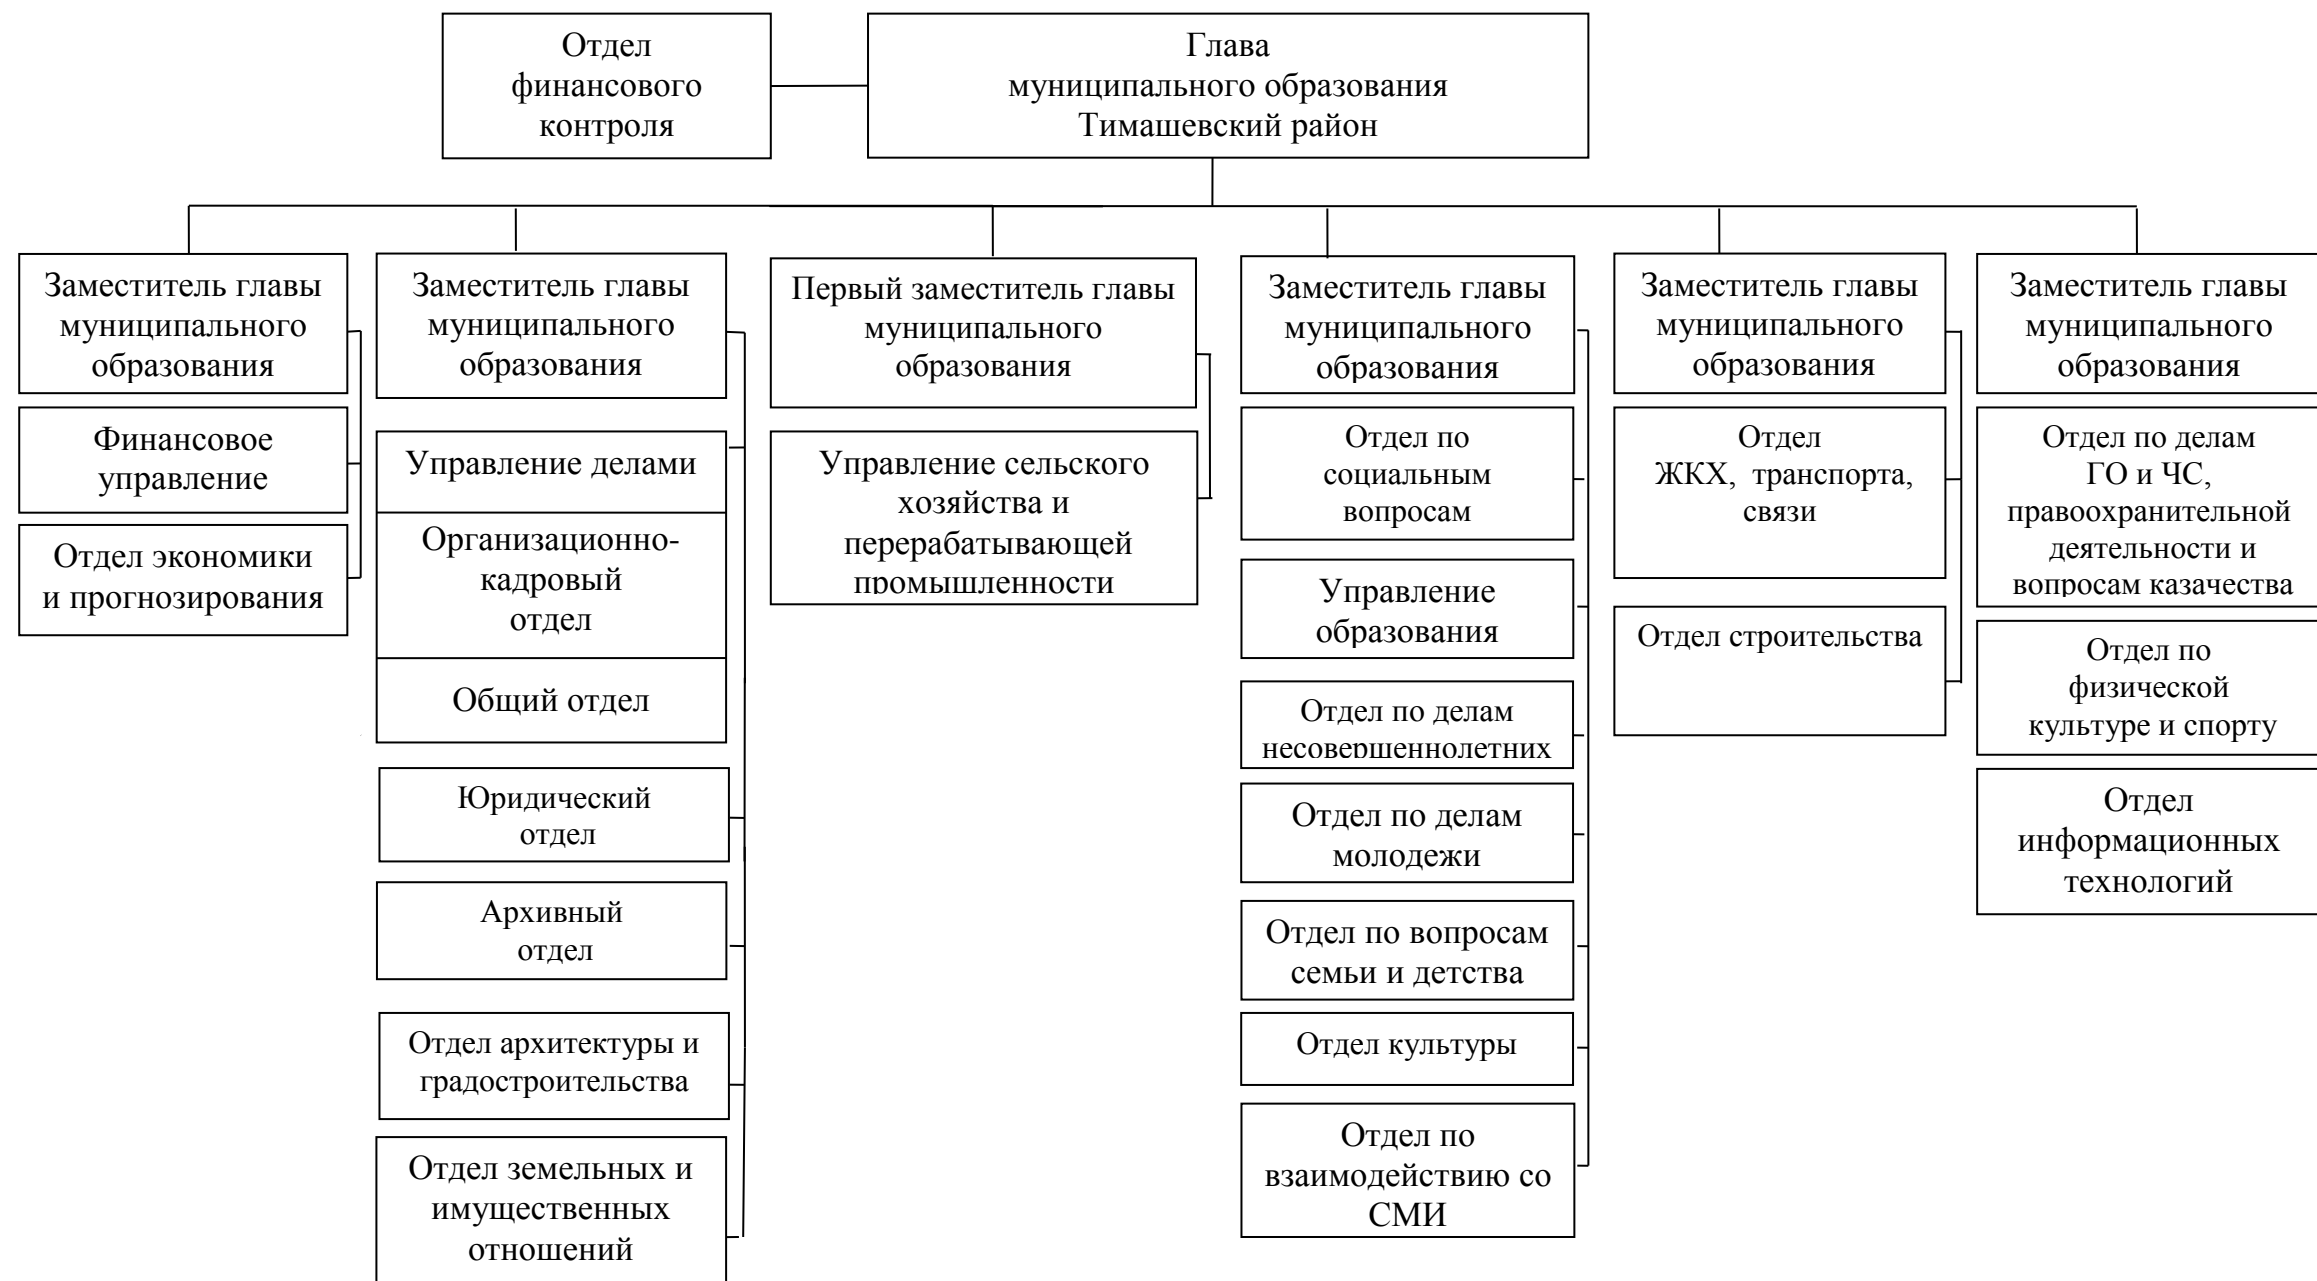 Отдел
финансового
контроля
Глава
муниципального образования
Тимашевский район
Заместитель главы
муниципального
образования
Финансовое
управление
Отдел экономики
и прогнозирования
Заместитель главы
муниципального
образования
Управление делами
Организационно-
кадровый
отдел
Общий отдел
Юридический
отдел
Архивный
отдел
Отдел архитектуры и
градостроительства
Отдел земельных и
имущественных
отношений
Первый заместитель главы
муниципального
образования
Управление сельского
хозяйства и
перерабатывающей
промышленности
Заместитель главы
муниципального
образования
Отдел по
социальным
вопросам
Управление
образования
Отдел по делам
несовершеннолетних
Отдел по делам
молодежи
Отдел по вопросам
семьи и детства
Отдел культуры
Отдел по
взаимодействию со
СМИ
Заместитель главы
муниципального
образования
Отдел
ЖКХ, транспорта,
связи
Отдел строительства
Заместитель главы
муниципального
образования
Отдел по делам
ГО и ЧС,
правоохранительной
деятельности и
вопросам казачества
Отдел по
физической
культуре и спорту
Отдел
информационных
технологий